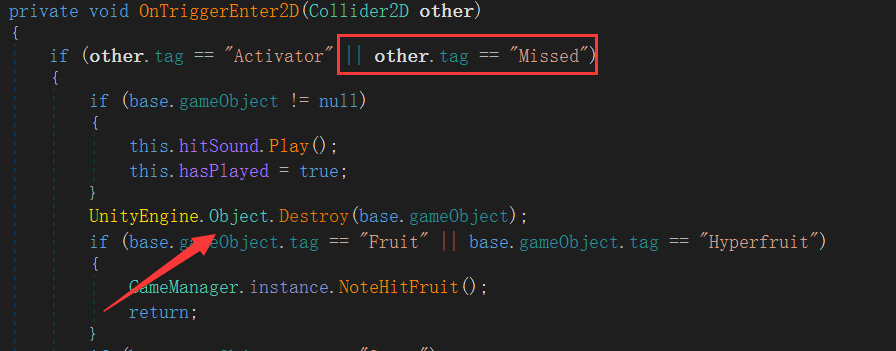 private void OnTriggerEnter2D(Collider2D other)
{
if (other.tag == "Activator" || other.tag == "Missed")
{
if (base.gameObject != null)
{
this.hitSound.Play();
this.hasPlayed = true;
}
UnityEngine.Object.Destroy(base.gameObject);
if (base.gameObject.tag == "Fruit" || base.gameObject.tag == "Hyperfruit")
{
GameManager.instance.NoteHitFruit();
return;
}